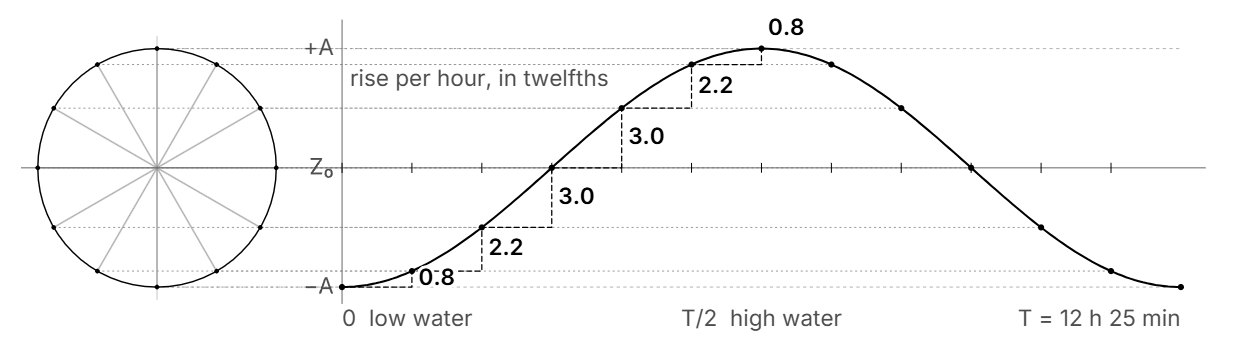 0.8
+A
rise per hour, in twelfths
2.2
3.0
Z₀
3.0
2.2
0.8
−A
0 low water
T/2 high water
T = 12 h 25 min